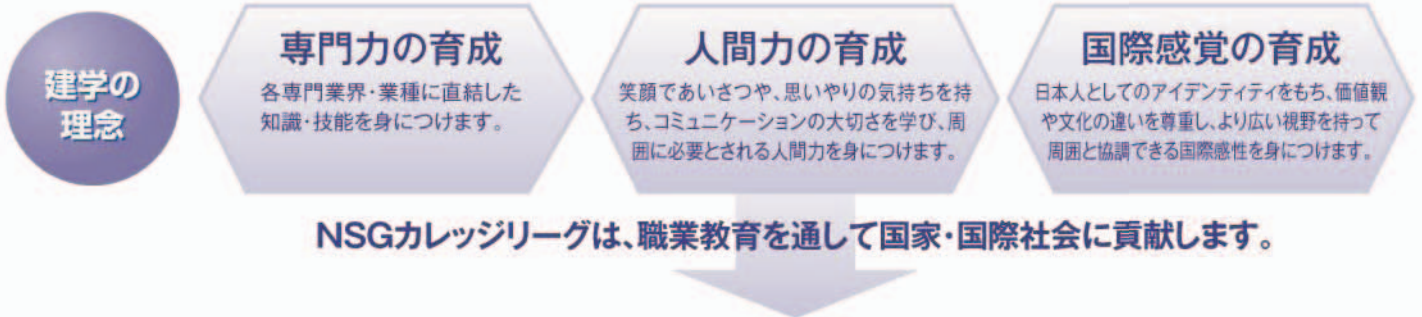 建学の
理念
専門力の育成
各専門業界・業種に直結した
知識・技能を身につけます。
人間力の育成
笑顔であいさつや、思いやりの気持ちを持
ち、コミュニケーションの大切さを学び、周
囲に必要とされる人間力を身につけます。
国際感覚の育成
日本人としてのアイデンティティをもち、価値観
や文化の違いを尊重し、より広い視野を持って
周囲と協調できる国際感性を身につけます。
NSGカレッジリーグは、職業教育を通して国家・国際社会に貢献します。